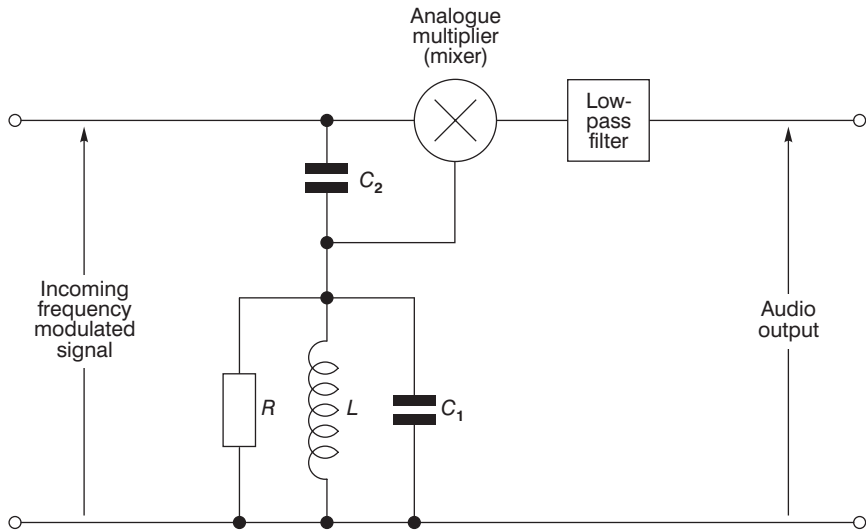 Analogue
multiplier
(mixer)
Low-
pass
filter
C2
Incoming
frequency
modulated
signal
Audio
output
R
L
C1